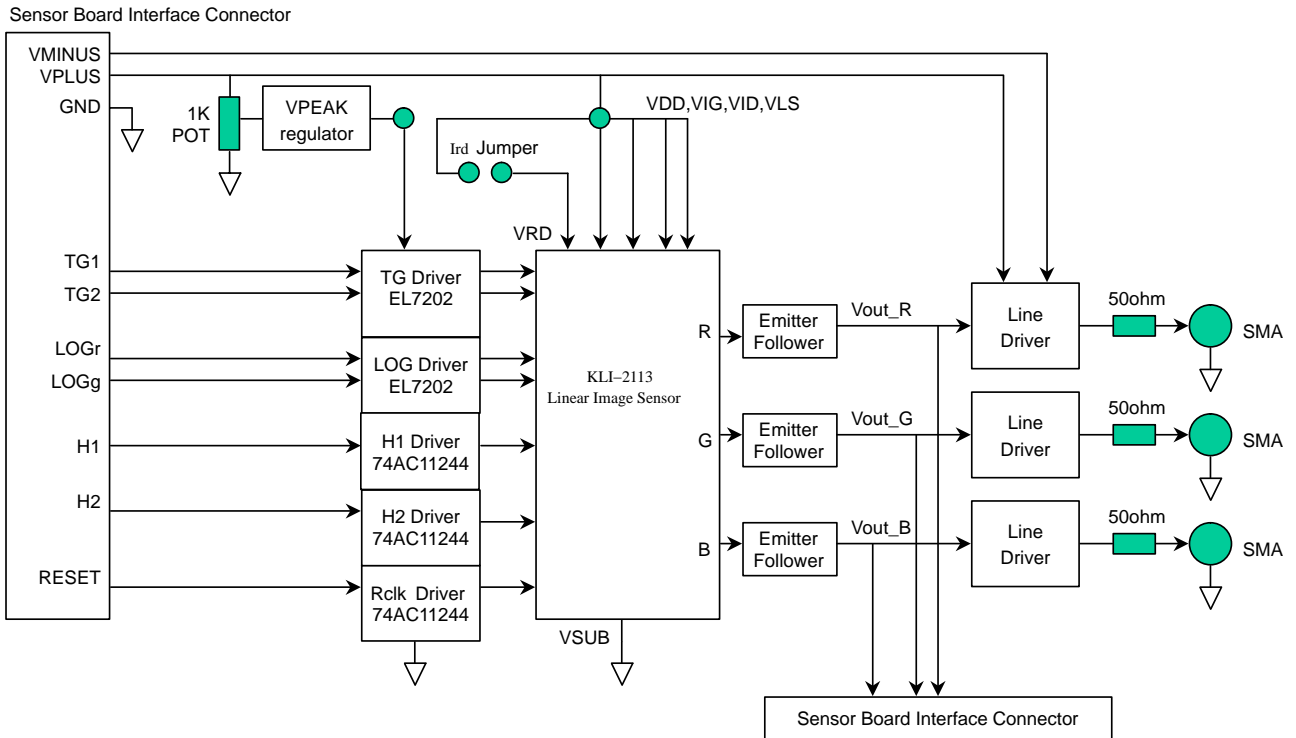 Sensor Board Interface Connector
VMINUS
VPLUS
GND
1K
POT
VPEAK
regulator
VDD,VIG,VID,VLS
Ird Jumper
VRD
TG1
TG2
LOGr
LOGg
H1
H2
RESET
TG Driver
EL7202
LOG Driver
EL7202
H1 Driver
74AC11244
H2 Driver
74AC11244
Rclk Driver
74AC11244
KLI–2113
Linear Image Sensor
VSUB
R
G
B
Emitter
Follower
Vout_R
Line
Driver
50ohm
SMA
Emitter
Follower
Vout_G
Line
Driver
50ohm
SMA
Emitter
Follower
Vout_B
Line
Driver
50ohm
SMA
Sensor Board Interface Connector